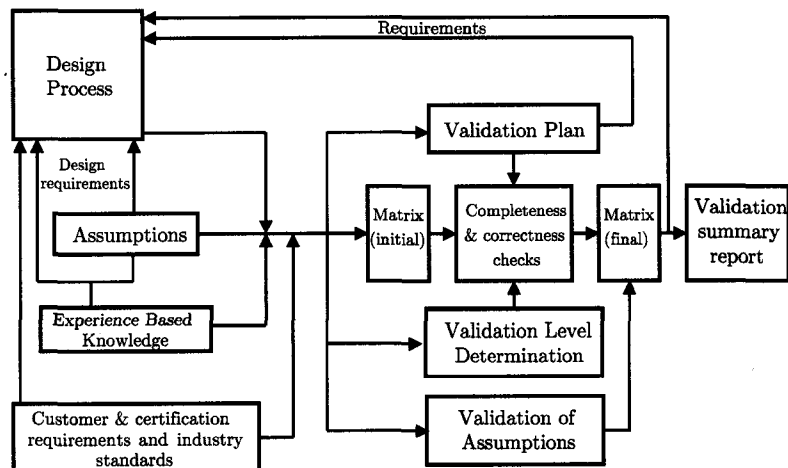 Requirements
Design
Process
Validation Plan
Design
requirements
Assumptions
Matrix
(initial)
Completeness
& correctness
checks
Matrix
(final)
Validation
summary
report
Experience Based
Knowledge
Validation Level
Determination
Customer & certification
requirements and industry
standards
Validation of
Assumptions